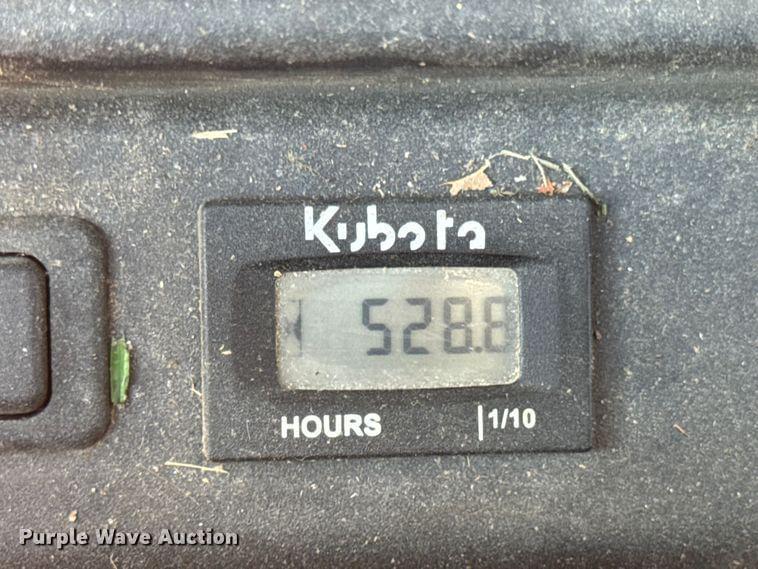 Kubota
528.8
HOURS |1/10
Purple Wave Auction